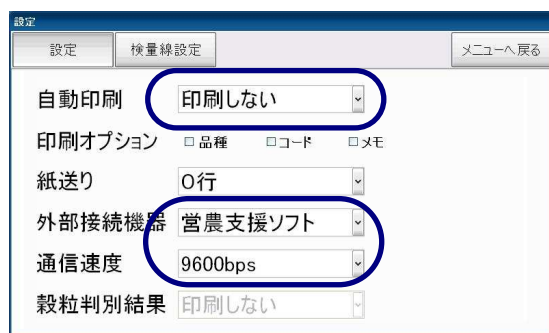 設定
設定 検量線設定 メニューへ戻る
自動印刷 印刷しない
印刷オプション 品種 コード メモ
紙送り 0行
外部接続機器 営農支援ソフト
通信速度 9600bps
穀粒判別結果 印刷しない